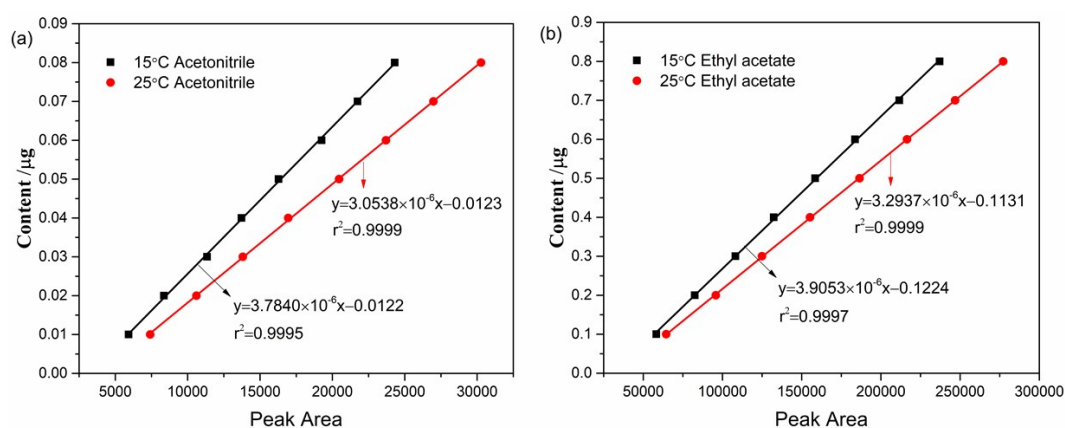 (a)
15°C Acetonitrile
25°C Acetonitrile
Content /μg
0.09
0.08
0.07
0.06
0.05
0.04
0.03
0.02
0.01
0.00
y=3.0538×10⁻⁶x−0.0123
r²=0.9999
y=3.7840×10⁻⁶x−0.0122
r²=0.9995
5000 10000 15000 20000 25000 30000
Peak Area
(b)
15°C Ethyl acetate
25°C Ethyl acetate
Content /μg
0.9
0.8
0.7
0.6
0.5
0.4
0.3
0.2
0.1
0.0
y=3.2937×10⁻⁶x−0.1131
r²=0.9999
y=3.9053×10⁻⁶x−0.1224
r²=0.9997
50000 100000 150000 200000 250000 300000
Peak Area